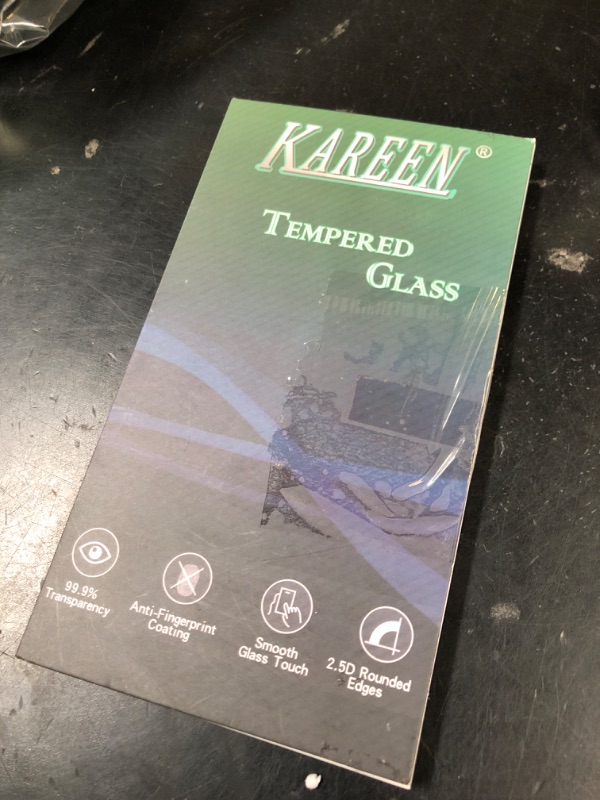 KAREEN®
TEMPERED
GLASS
99.9%
Transparency
Anti-Fingerprint
Coating
Smooth
Glass Touch
2.5D Rounded
Edges